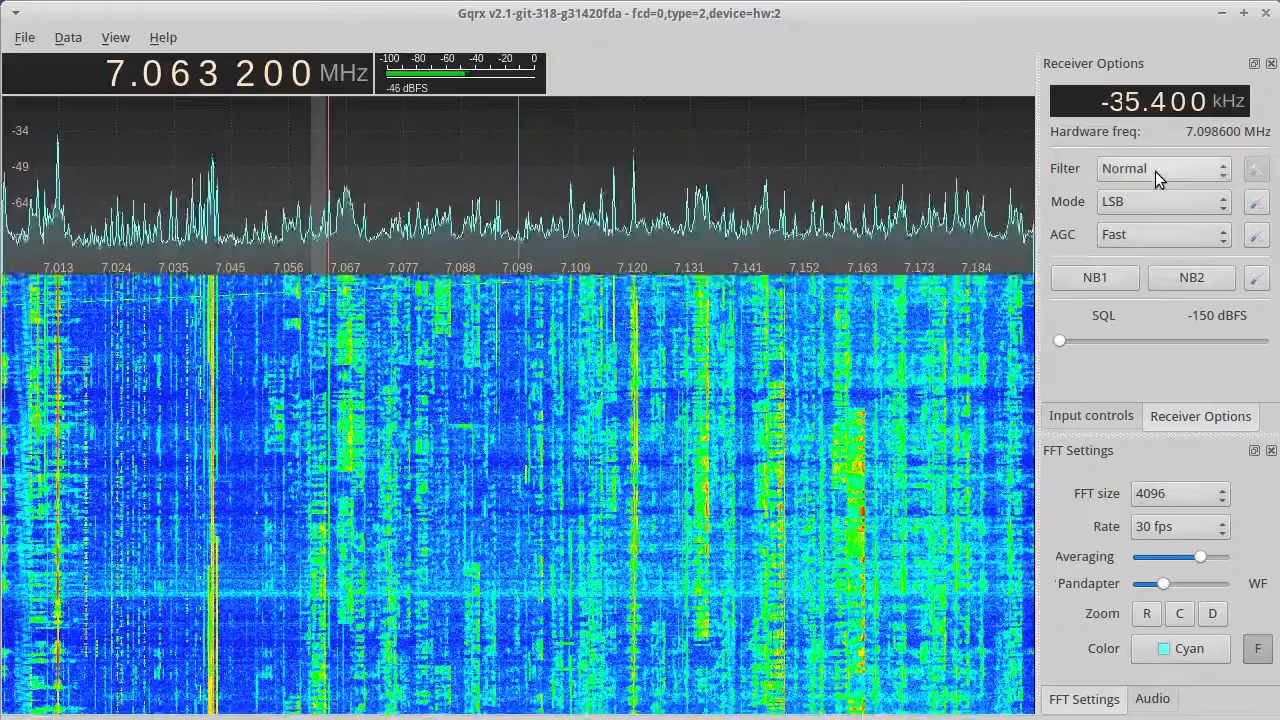 Gqrx v2.1-git-318-g31420fda - fcd=0,type=2,device=hw:2
File Data View Help
7.063 200 MHz
-100 -80 -60 -40 -20 0
-46 dBFS
Receiver Options
-35.400 kHz
Hardware freq: 7.098600 MHz
Filter Normal
Mode LSB
AGC Fast
NB1 NB2
SQL -150 dBFS
Input controls Receiver Options
-34
-49
-64
7.013 7.024 7.035 7.045 7.056 7.067 7.077 7.088 7.099 7.109 7.120 7.131 7.141 7.152 7.163 7.173 7.184
FFT Settings
FFT size 4096
Rate 30 fps
Averaging
Pandapter WF
Zoom R C D
Color Cyan F
FFT Settings Audio